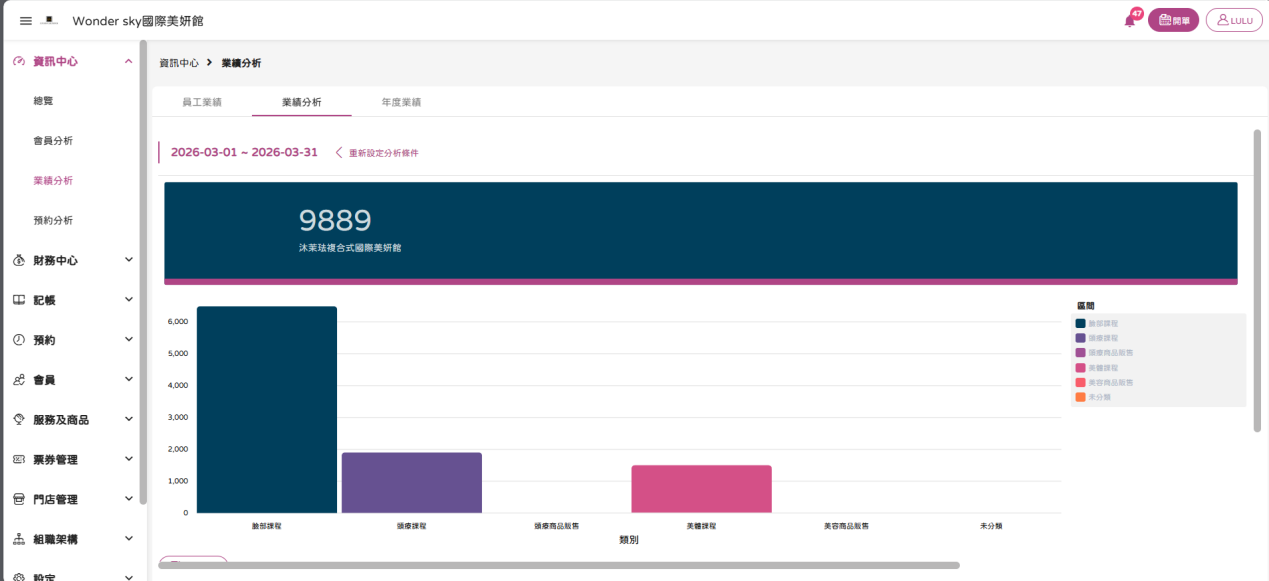 Wonder sky國際美妍館
47
開單
LULU
資訊中心
總覽
會員分析
業績分析
預約分析
財務中心
記帳
預約
會員
服務及商品
票券管理
門店管理
組職架構
設定
資訊中心 > 業績分析
員工業績 業績分析 年度業績
2026-03-01 ~ 2026-03-31 重新設定分析條件
9889
沐茉琺複合式國際美妍館
6,000
5,000
4,000
3,000
2,000
1,000
0
臉部課程 頭療課程 頭療商品販售 美體課程 美容商品販售 未分類
類別
區間
臉部課程
頭療課程
頭療商品販售
美體課程
美容商品販售
未分類